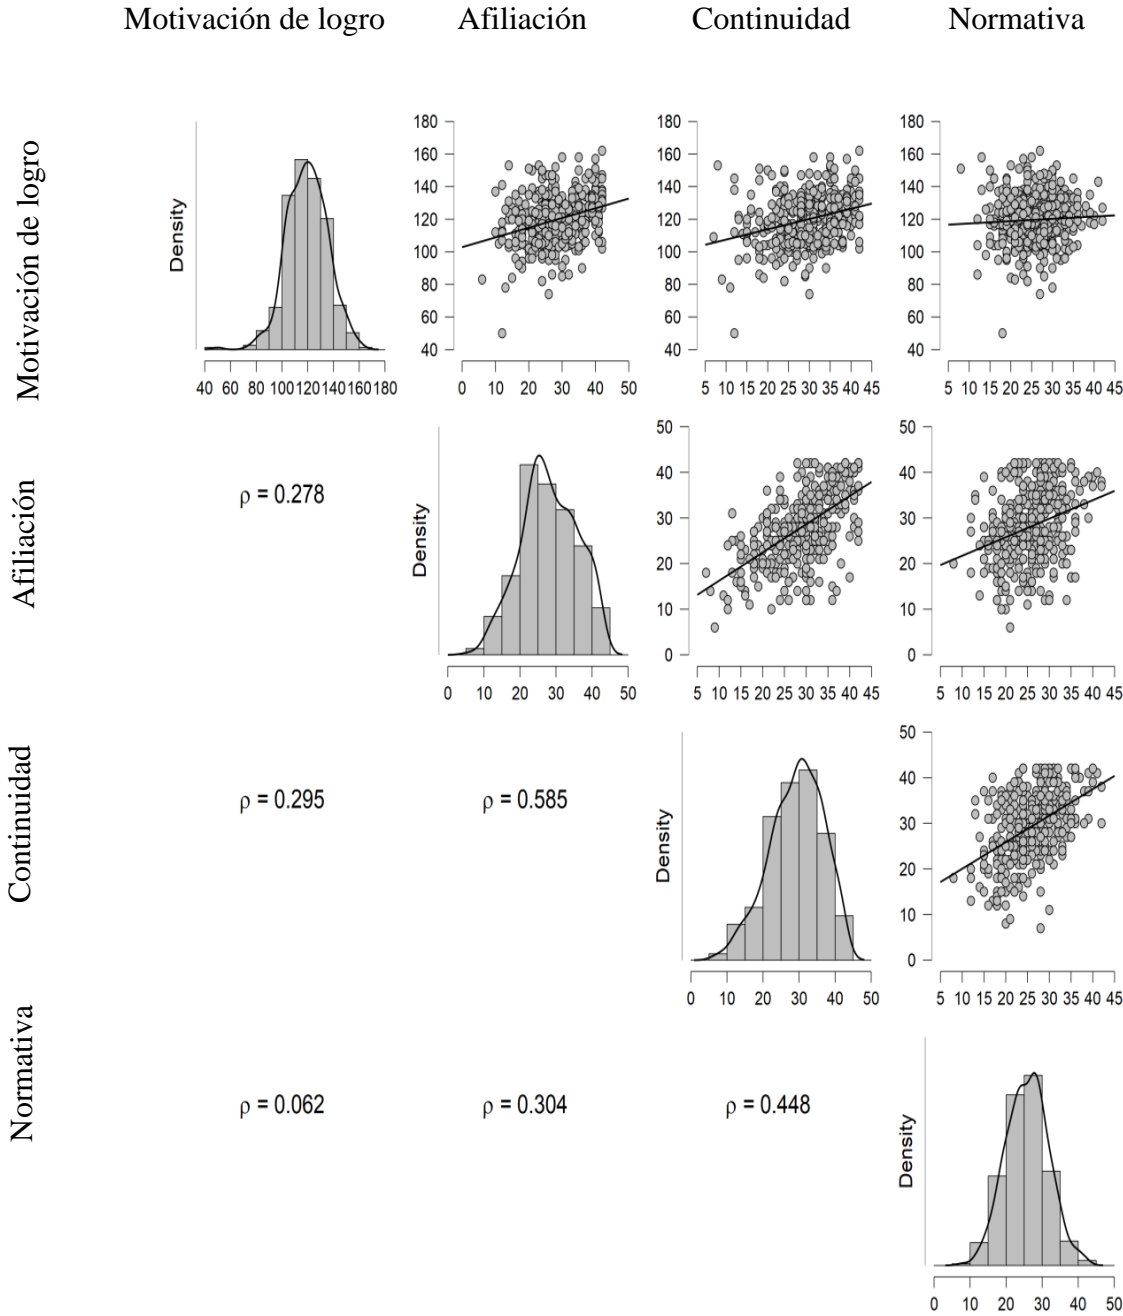 Motivación de logro Afiliación Continuidad Normativa
Motivación de logro
Density
40 60 80 100 120 140 160 180
180
160
140
120
100
80
60
40
0 10 20 30 40 50
180
160
140
120
100
80
60
40
5 10 15 20 25 30 35 40 45
180
160
140
120
100
80
60
40
5 10 15 20 25 30 35 40 45
Afiliación
ρ = 0.278
Density
0 10 20 30 40 50
50
40
30
20
10
0
5 10 15 20 25 30 35 40 45
50
40
30
20
10
0
5 10 15 20 25 30 35 40 45
Continuidad
ρ = 0.295
ρ = 0.585
Density
0 10 20 30 40 50
50
40
30
20
10
0
5 10 15 20 25 30 35 40 45
Normativa
ρ = 0.062
ρ = 0.304
ρ = 0.448
Density
0 10 20 30 40 50